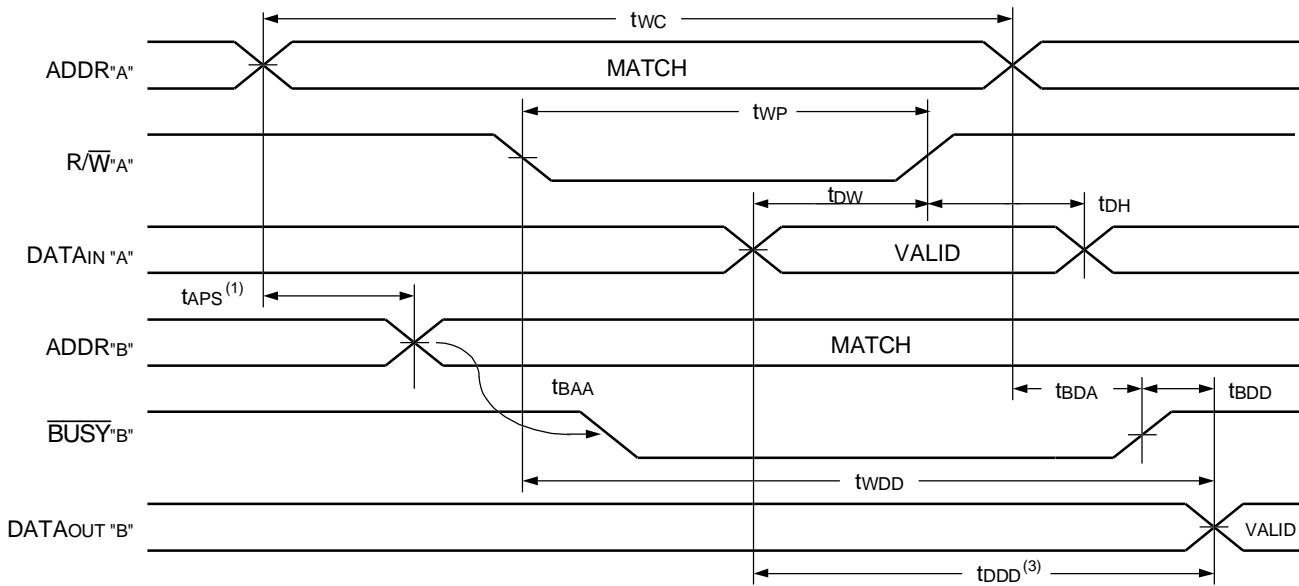 tWC
ADDR"A"
MATCH
tWP
R/W̅"A"
tDW
tDH
DATAIN "A"
VALID
tAPS (1)
ADDR"B"
MATCH
tBAA
tBDA
tBDD
B̅U̅S̅Y̅"B"
tWDD
DATAOUT "B"
VALID
tDDD (3)